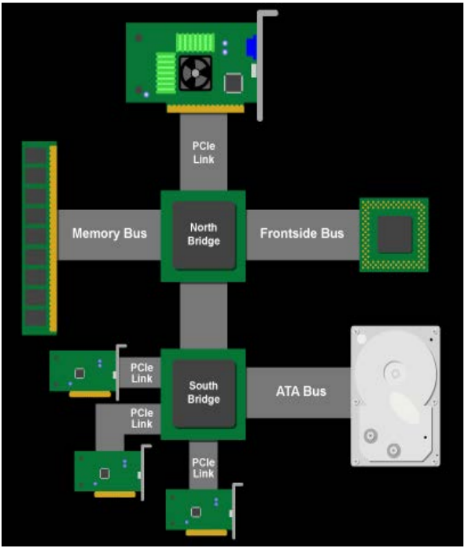 PCIe
Link
Memory Bus
North
Bridge
Frontside Bus
PCIe
Link
South
Bridge
ATA Bus
PCIe
Link
PCIe
Link